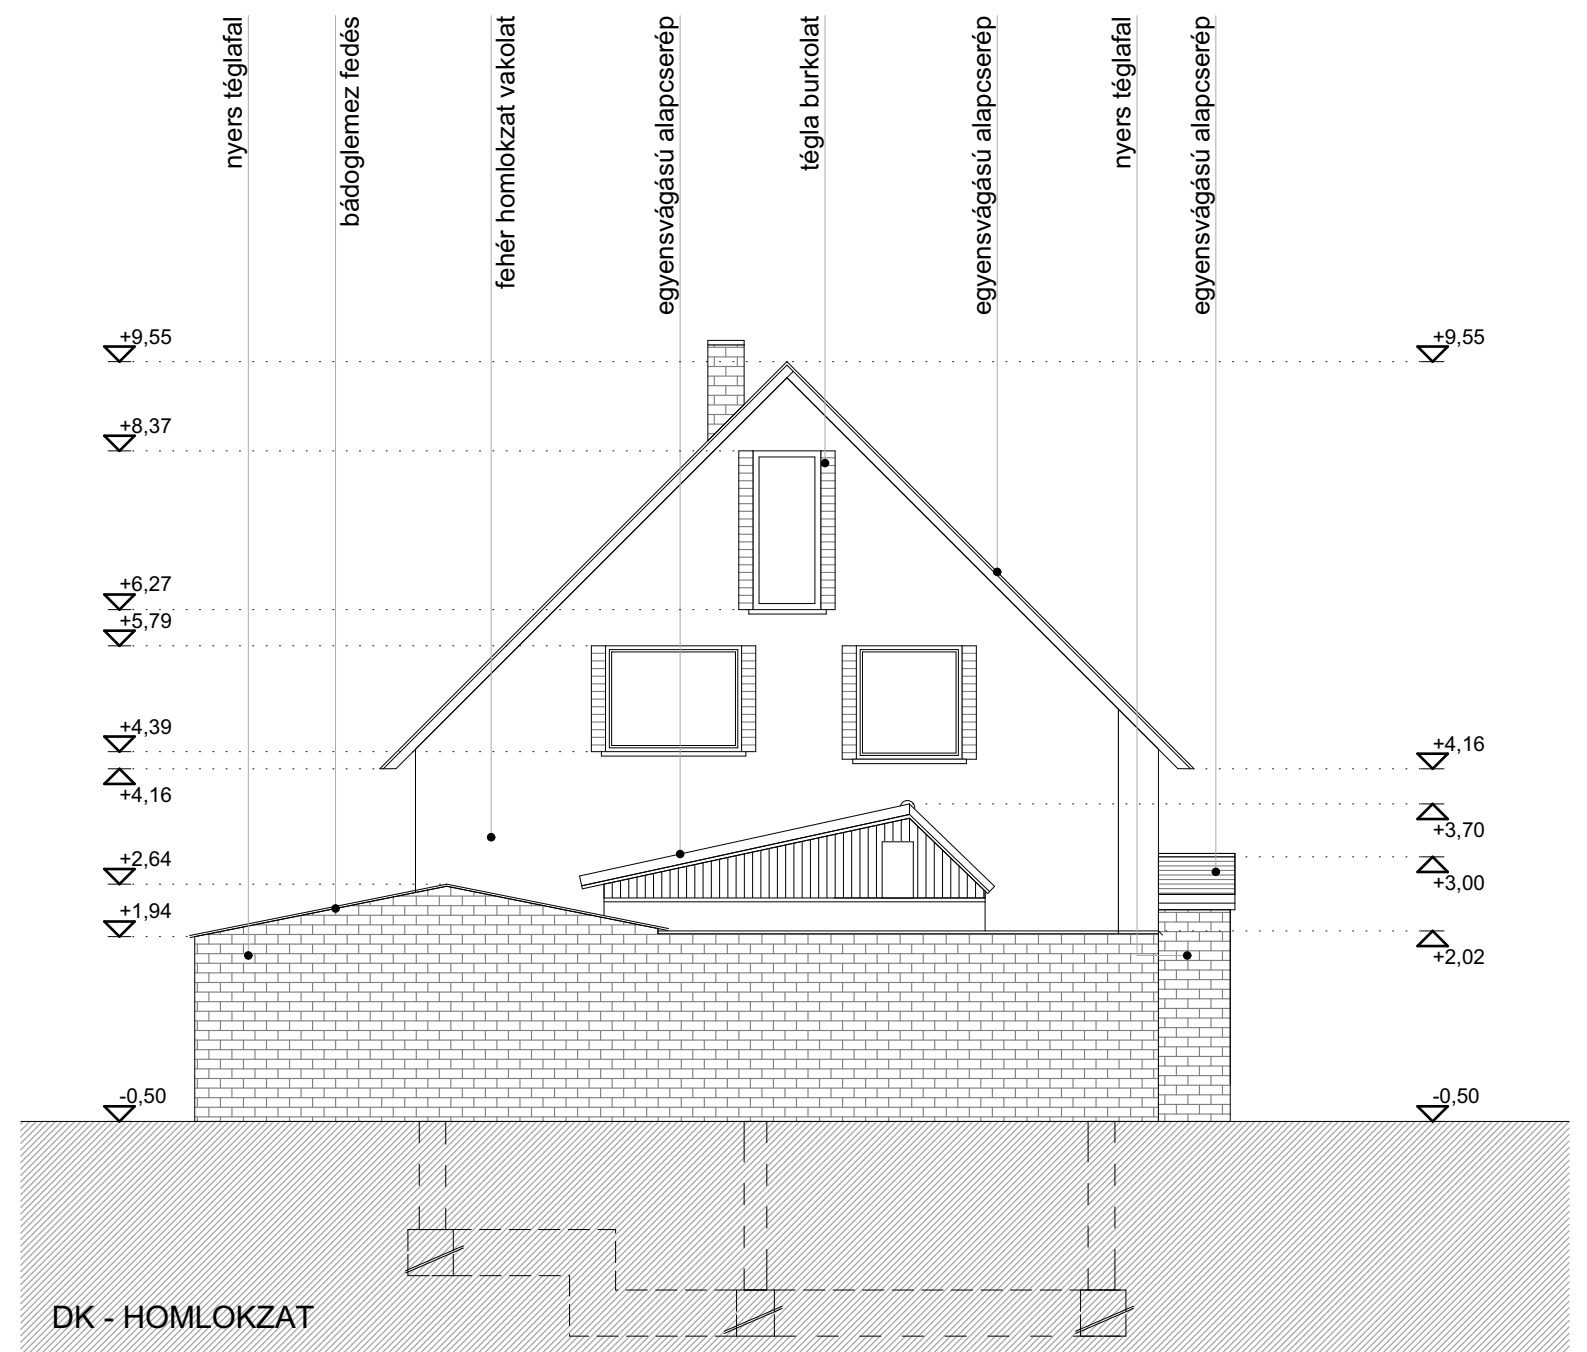 nyers téglafal
bádoglemez fedés
fehér homlokzat vakolat
egyensvágású alapcserép
tégla burkolat
egyensvágású alapcserép
nyers téglafal
egyensvágású alapcserép
+9,55
+8,37
+6,27
+5,79
+4,39
+4,16
+2,64
+1,94
-0,50
+9,55
+4,16
+3,70
+3,00
+2,02
-0,50
DK - HOMLOKZAT